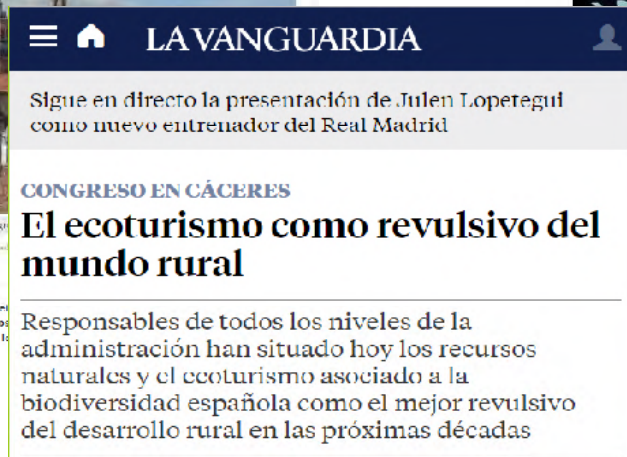 LA VANGUARDIA
Sigue en directo la presentación de Julen Lopetegui
como nuevo entrenador del Real Madrid
CONGRESO EN CÁCERES
El ecoturismo como revulsivo del
mundo rural
Responsables de todos los niveles de la
administración han situado hoy los recursos
naturales y el ecoturismo asociado a la
biodiversidad española como el mejor revulsivo
del desarrollo rural en las próximas décadas